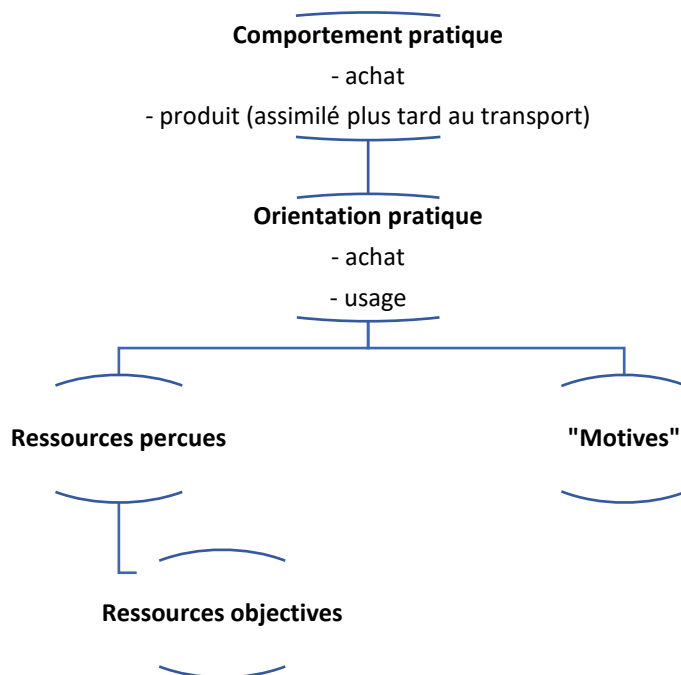 Comportement pratique
- achat
- produit (assimilé plus tard au transport)
Orientation pratique
- achat
- usage
Ressources percues
"Motives"
Ressources objectives